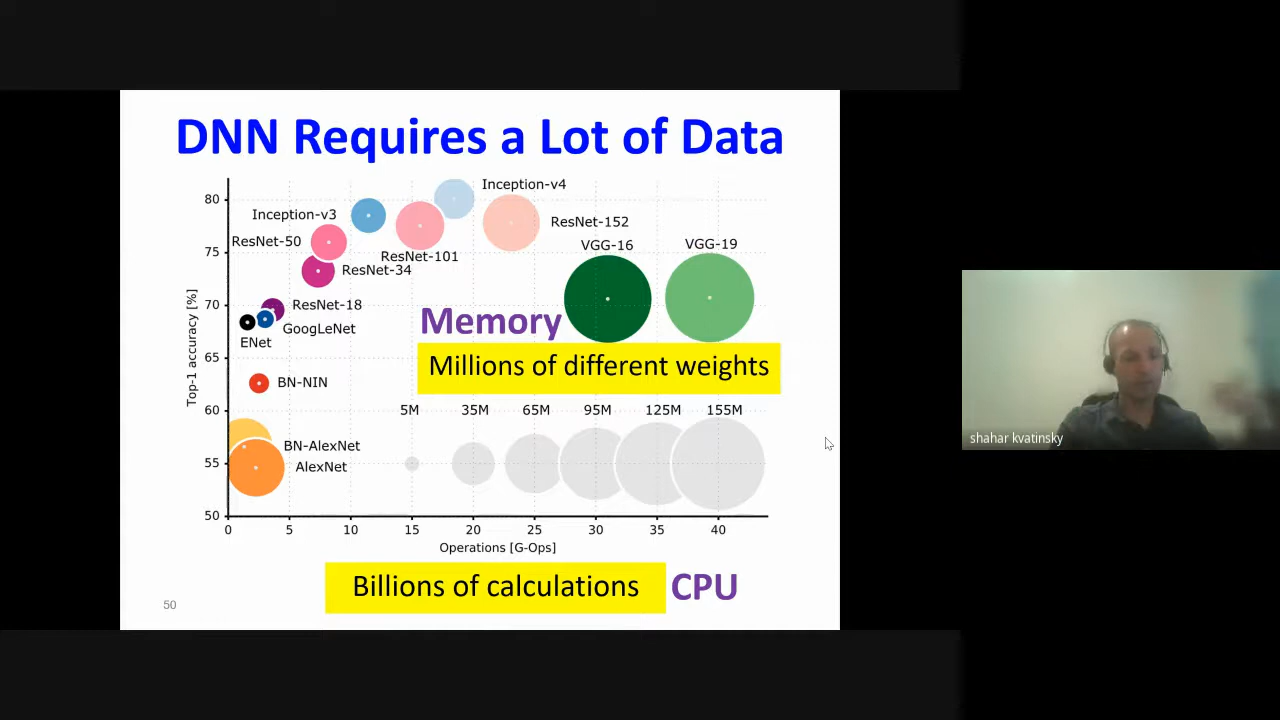 DNN Requires a Lot of Data
80
75
70
65
60
55
50
Top-1 accuracy [%]
Inception-v4
Inception-v3
ResNet-152
ResNet-50
VGG-16
VGG-19
ResNet-101
ResNet-34
ResNet-18
GoogLeNet
ENet
Memory
Millions of different weights
BN-NIN
5M 35M 65M 95M 125M 155M
BN-AlexNet
AlexNet
0 5 10 15 20 25 30 35 40
Operations [G-Ops]
Billions of calculations CPU
50
shahar kvatinsky